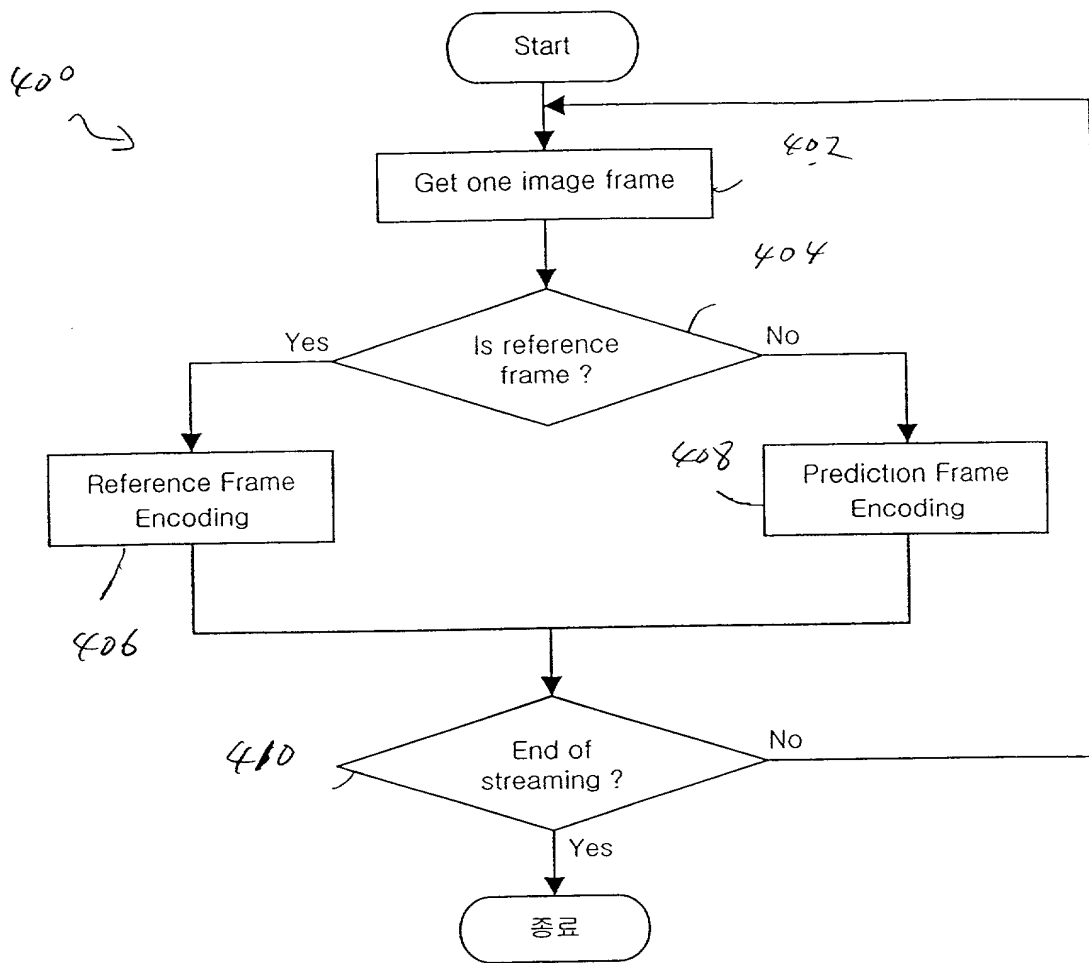 Start
400
Get one image frame
402
404
Yes
Is reference
frame ?
No
Reference Frame
Encoding
408
Prediction Frame
Encoding
406
410
End of
streaming ?
No
Yes
종료